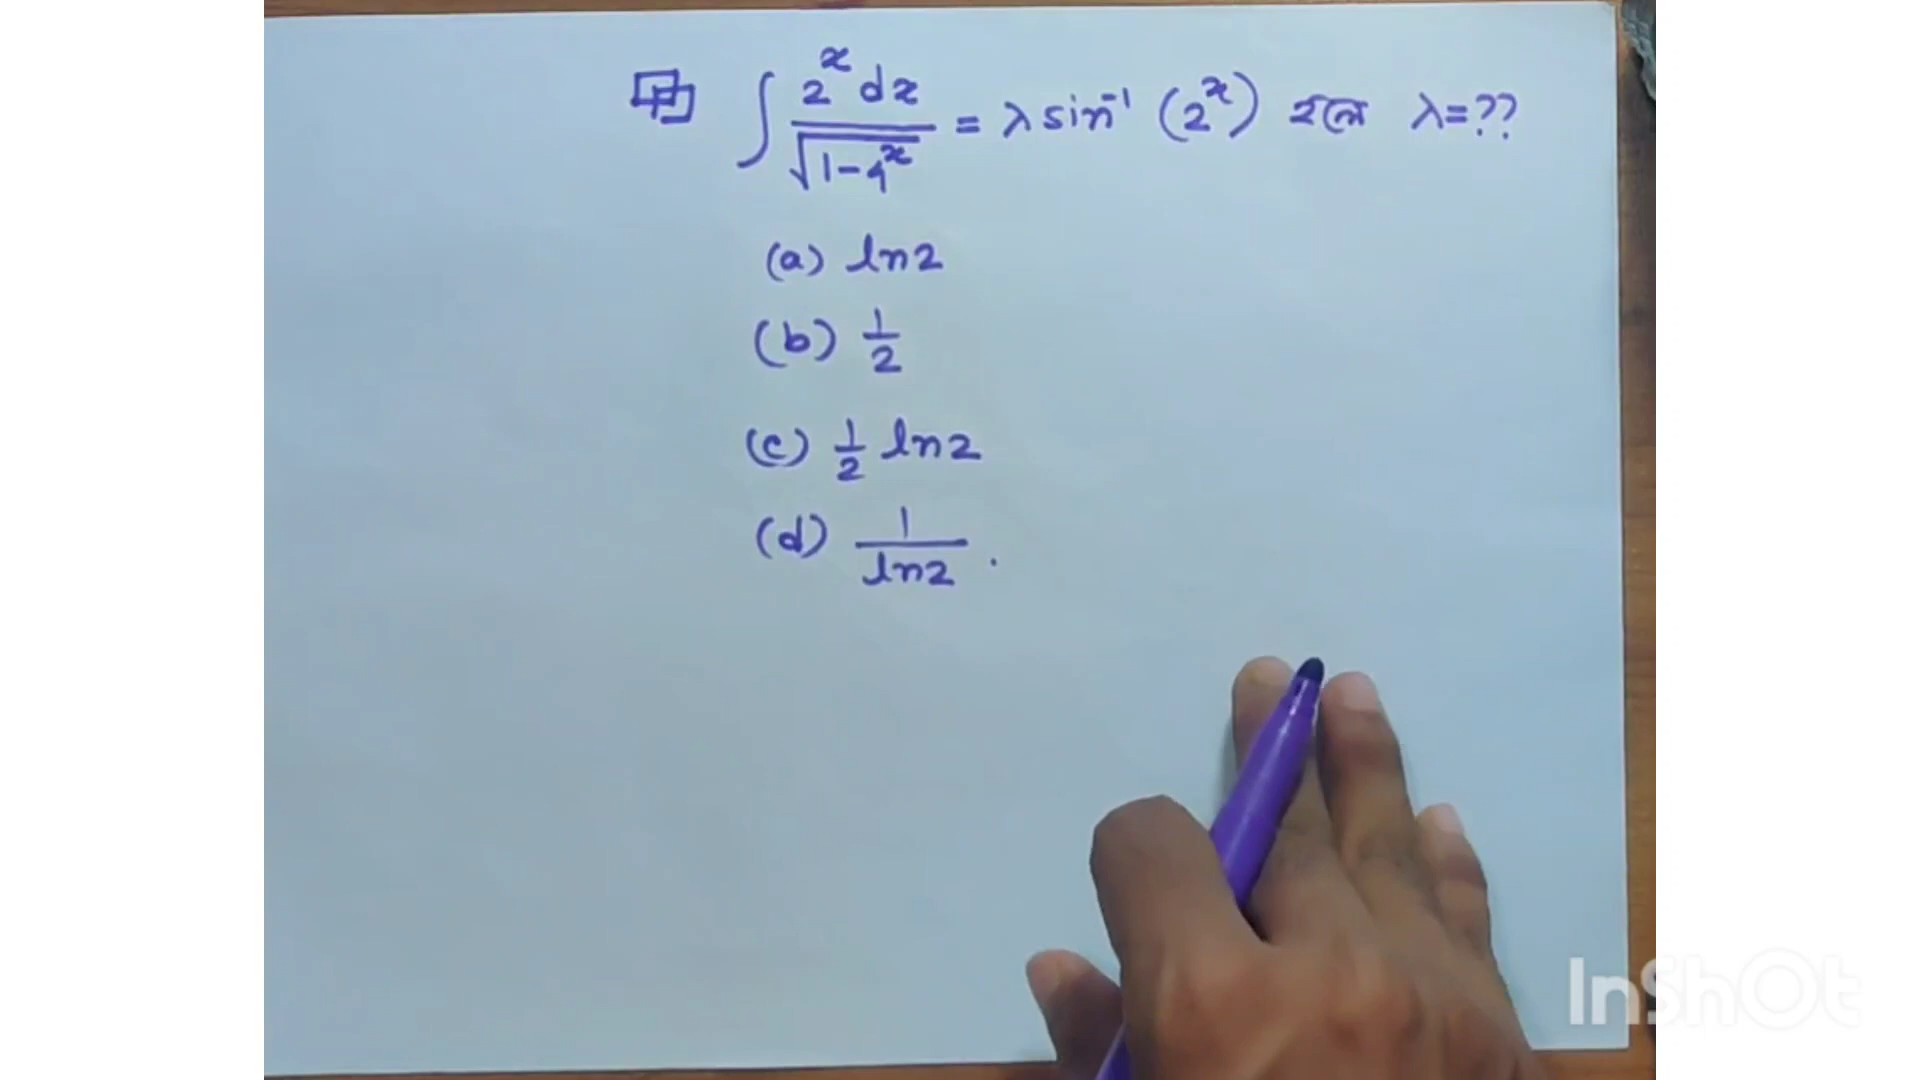 ∫ 2^x dx / √(1-4^x) = λ sin⁻¹ (2^x) হলে λ=??
(a) ln2
(b) 1/2
(c) 1/2 ln2
(d) 1/ln2 .
InShOt